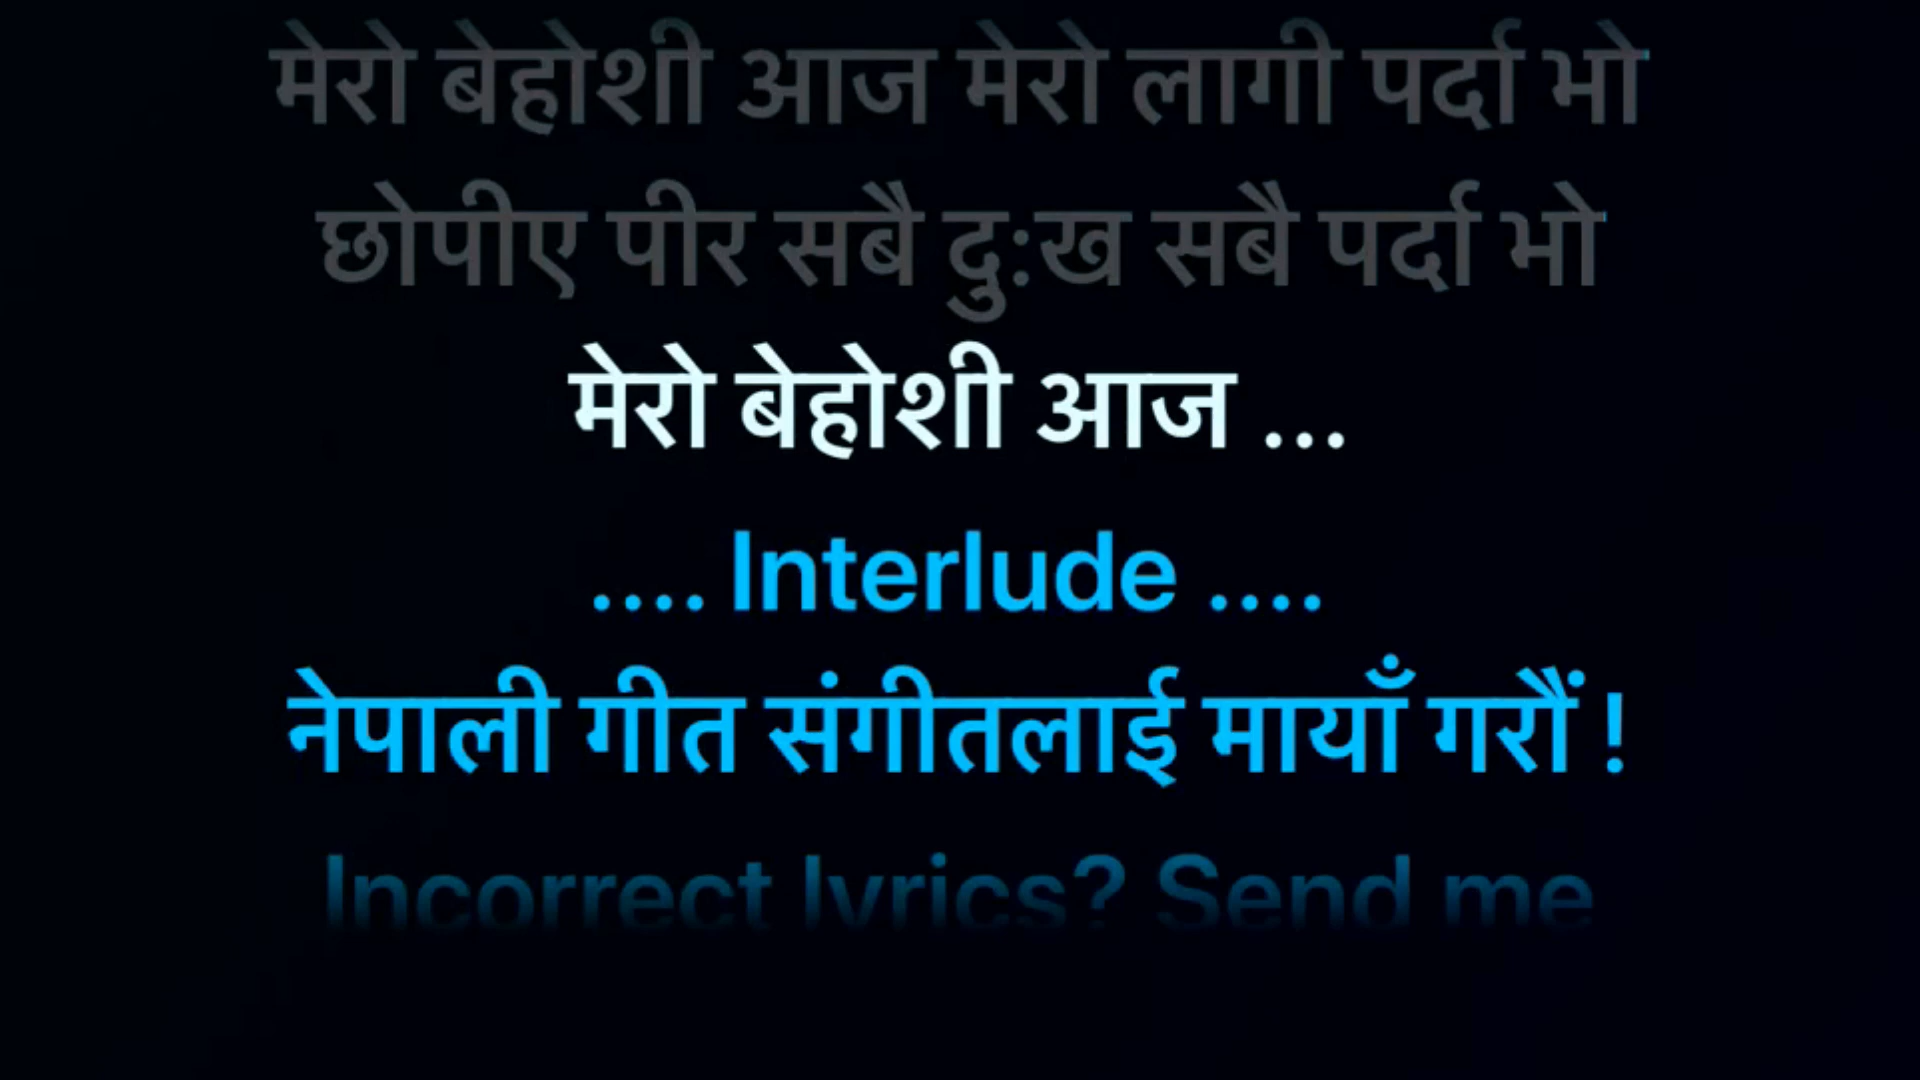 मेरो बेहोशी आज मेरो लागी पर्दा भो
छोपीए पीर सबै दु:ख सबै पर्दा भो
मेरो बेहोशी आज ...
.... Interlude ....
नेपाली गीत संगीतलाई मायाँ गरौं !
Incorrect lyrics? Send me